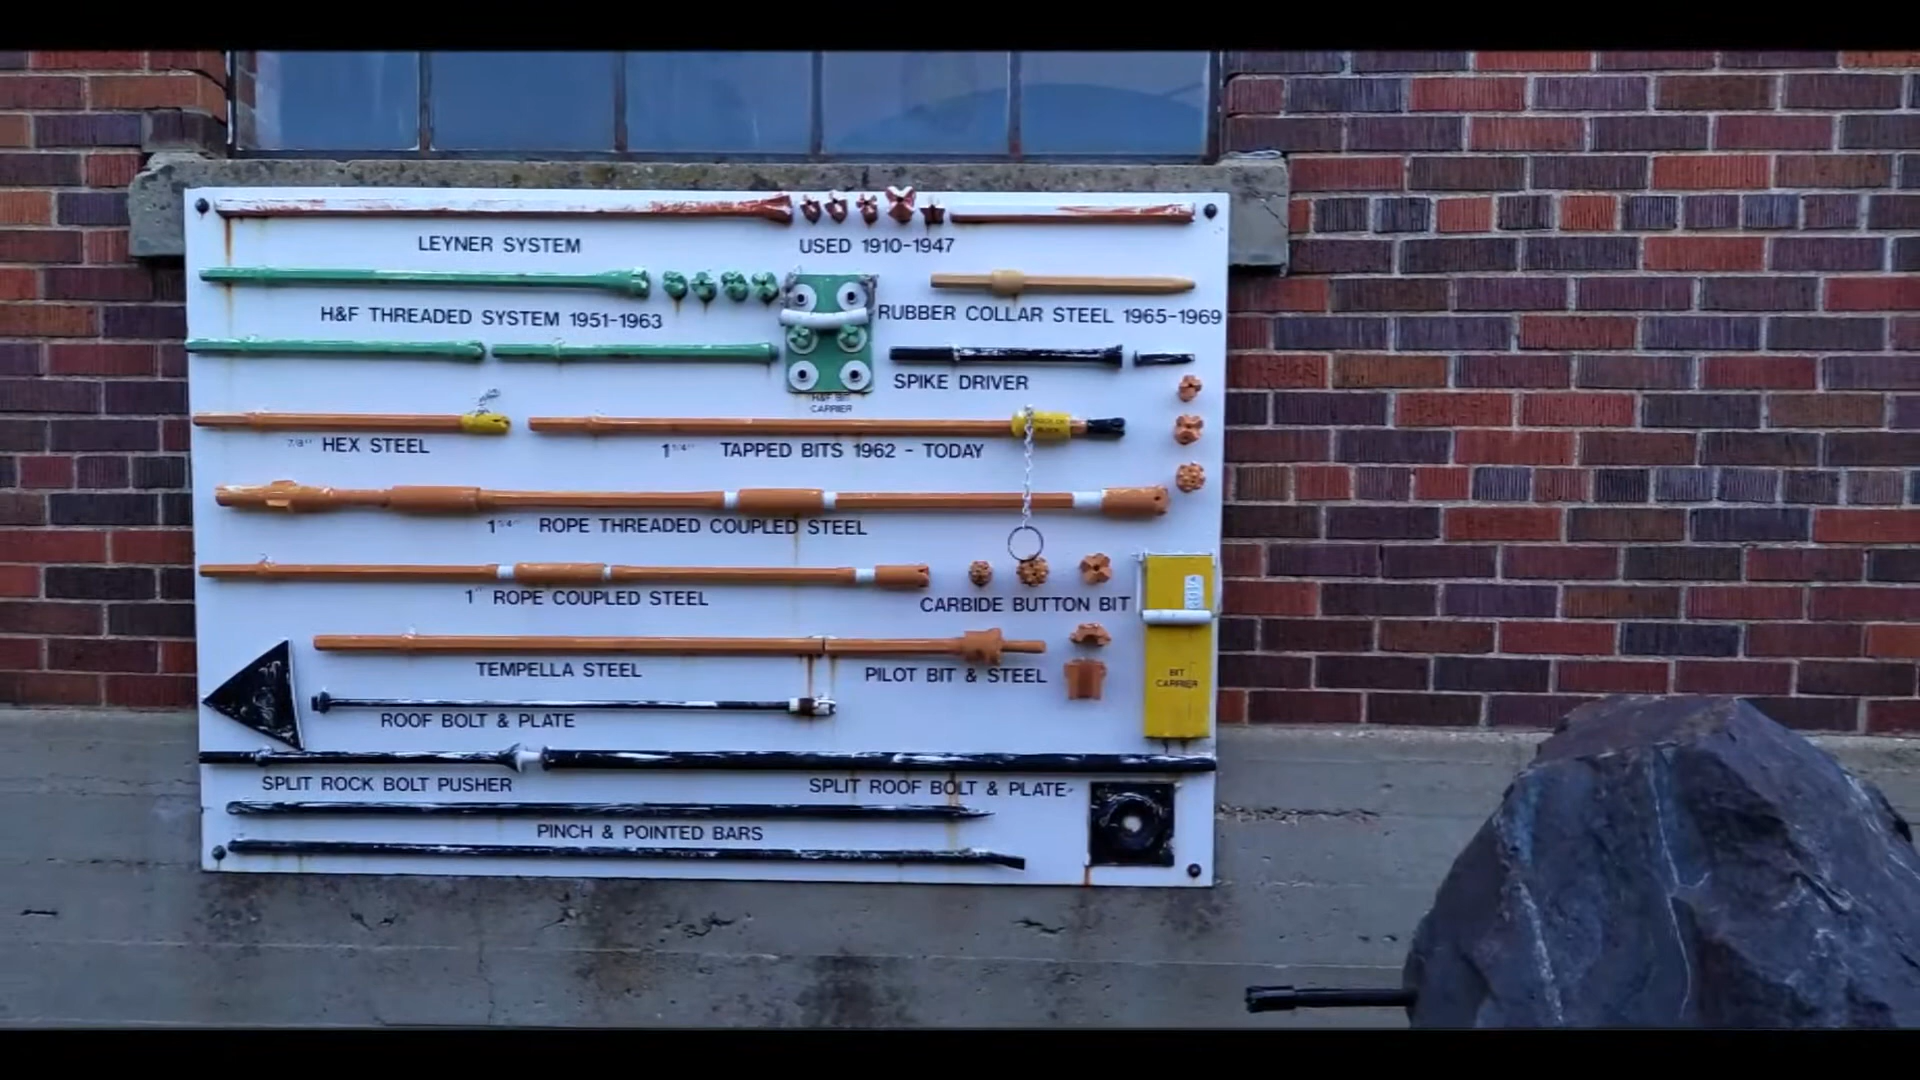 LEYNER SYSTEM USED 1910-1947
H&F THREADED SYSTEM 1951-1963
RUBBER COLLAR STEEL 1965-1969
SPIKE DRIVER
H&F BIT
CARRIER
7/8" HEX STEEL
1 1/4" TAPPED BITS 1962 - TODAY
ROPE THREADED COUPLED STEEL
1" ROPE COUPLED STEEL
CARBIDE BUTTON BIT
TEMPELLA STEEL
PILOT BIT & STEEL
BIT
CARRIER
ROOF BOLT & PLATE
SPLIT ROCK BOLT PUSHER
SPLIT ROOF BOLT & PLATE-
PINCH & POINTED BARS